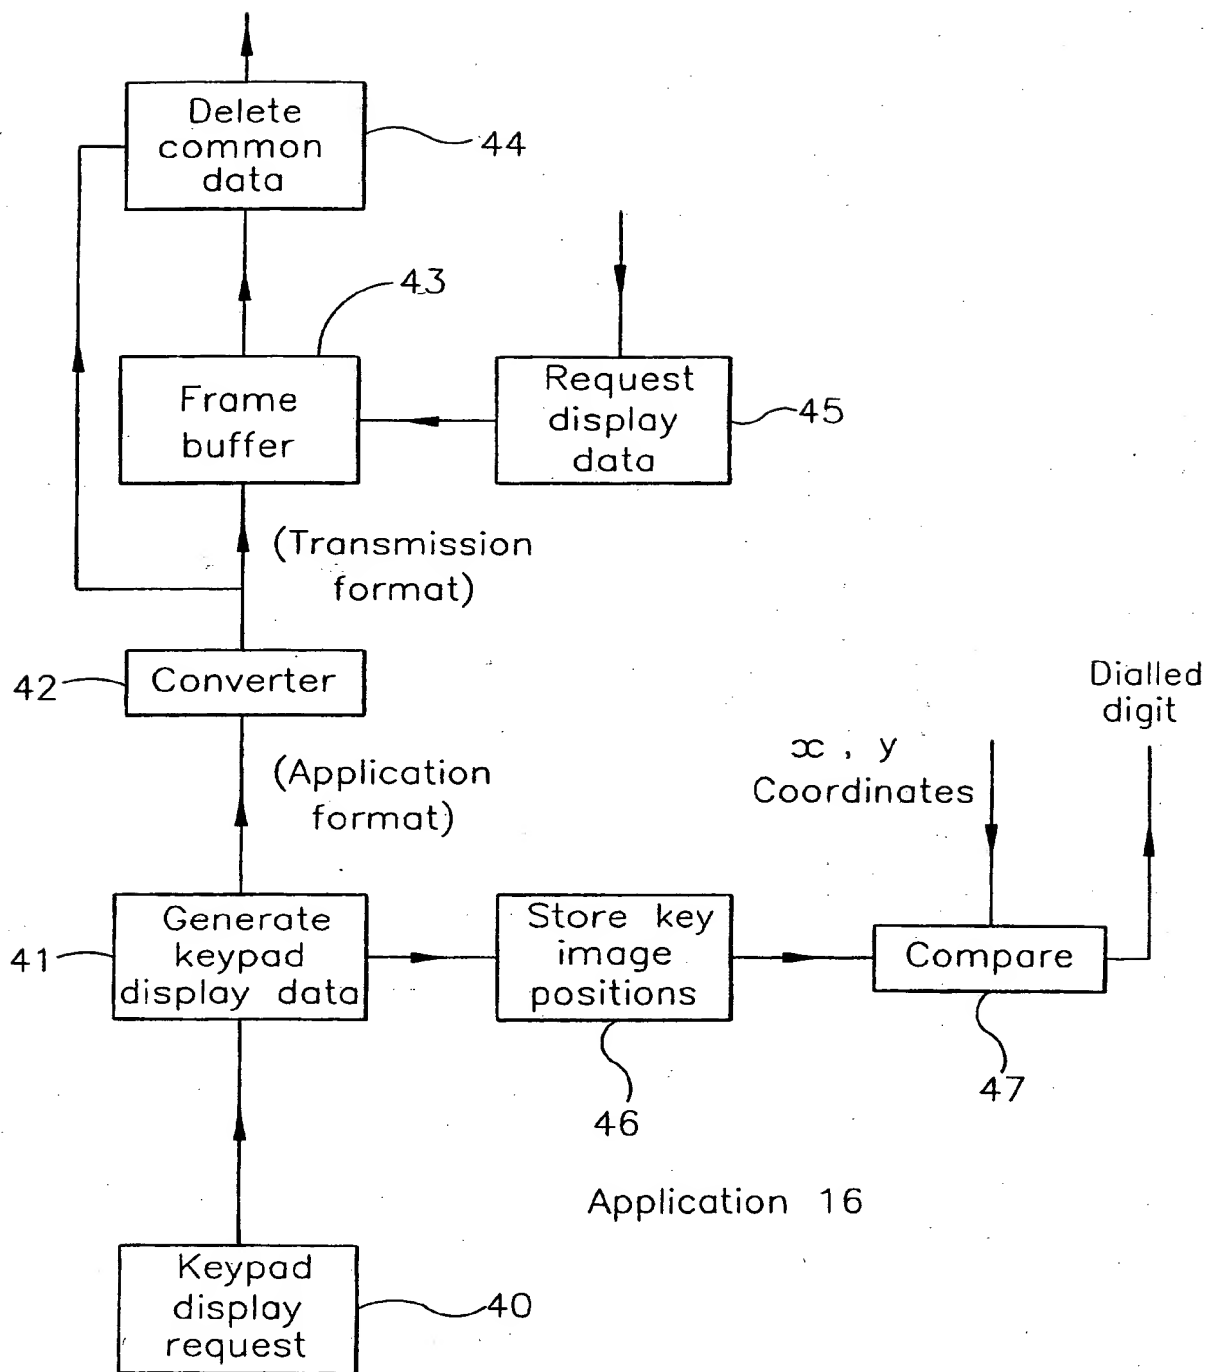 Delete
common
data
44
43
Frame
buffer
Request
display
data
45
(Transmission
format)
42
Converter
Dialled
digit
x , y
Coordinates
(Application
format)
41
Generate
keypad
display data
Store key
image
positions
Compare
46
47
Application 16
Keypad
display
request
40